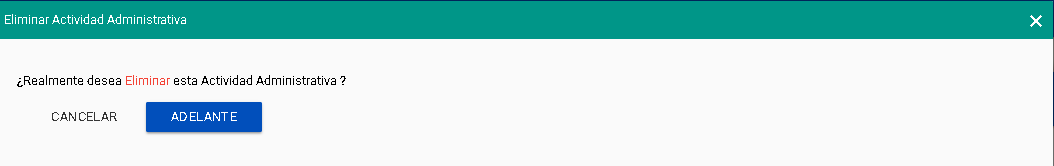 Eliminar Actividad Administrativa
¿Realmente desea Eliminar esta Actividad Administrativa ?
CANCELAR ADELANTE